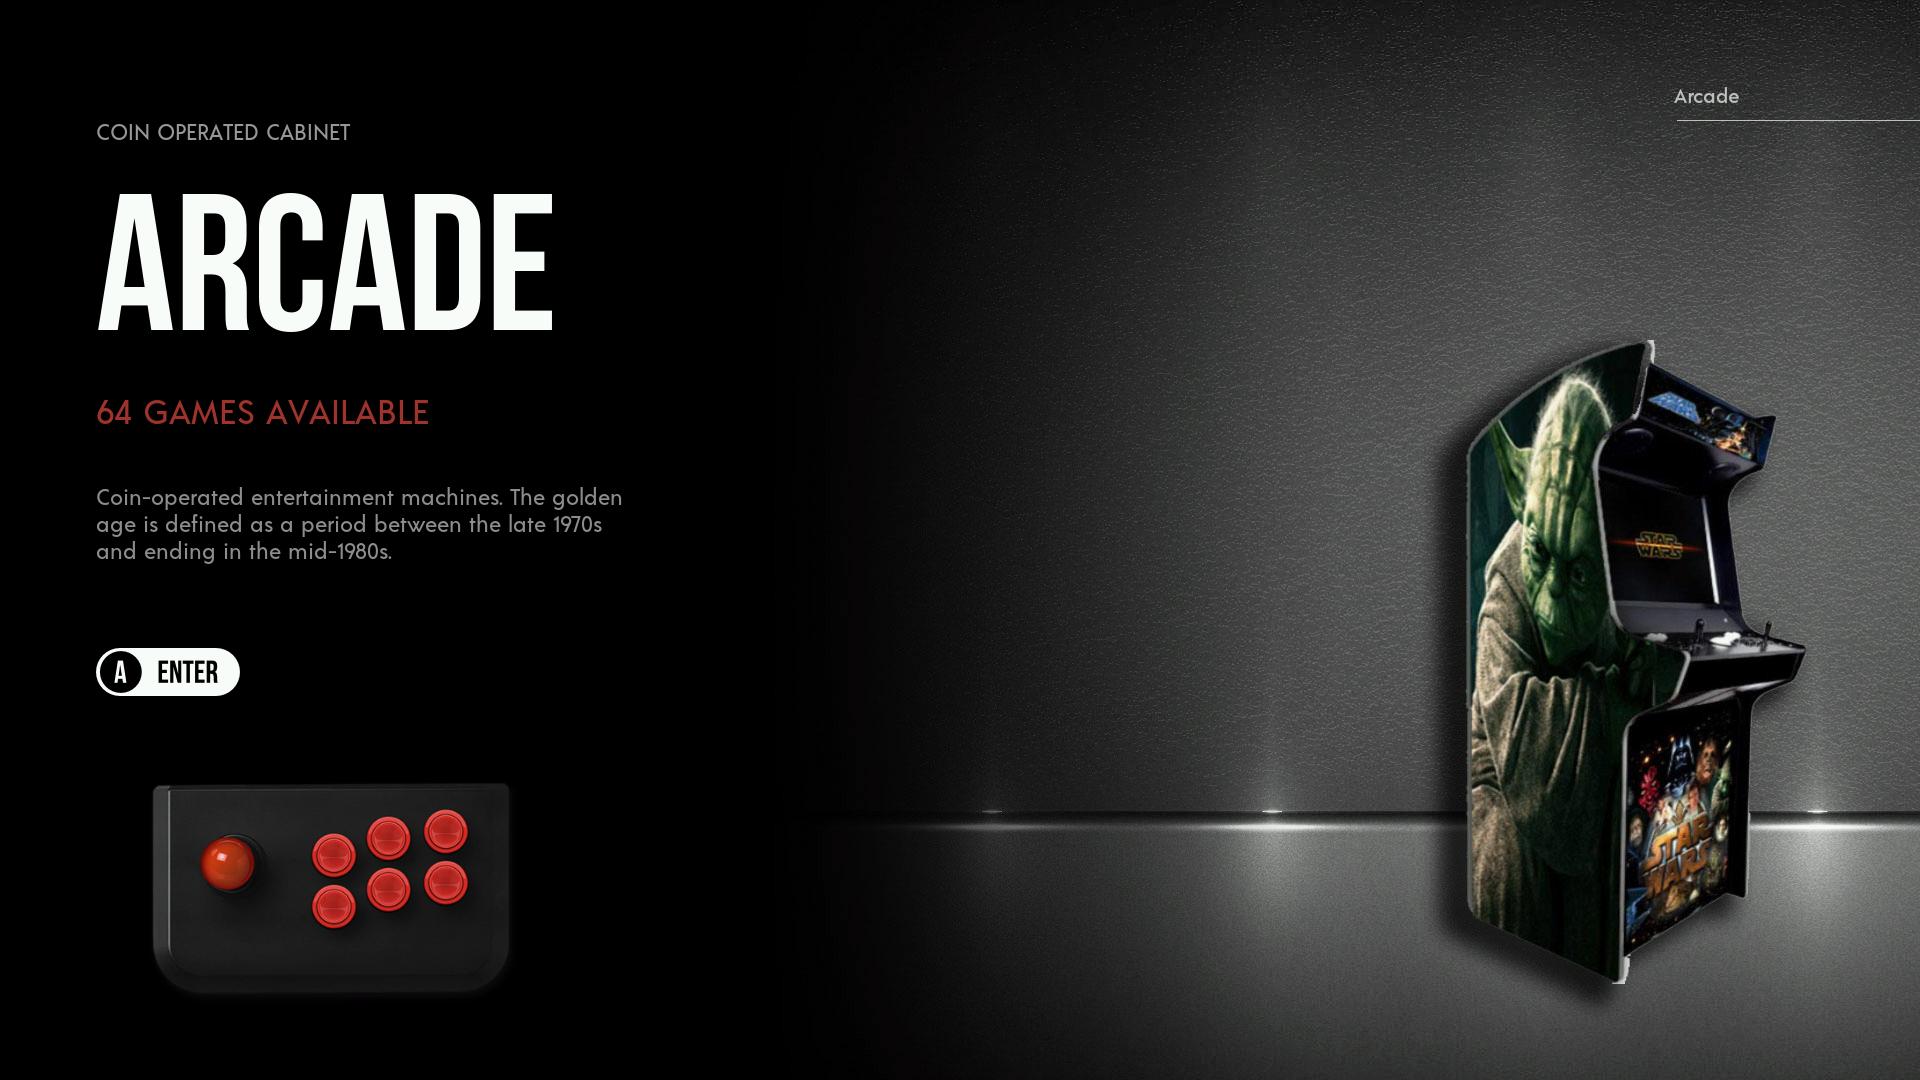 Arcade
COIN OPERATED CABINET
ARCADE
64 GAMES AVAILABLE
Coin-operated entertainment machines. The golden
age is defined as a period between the late 1970s
and ending in the mid-1980s.
A ENTER
STAR
WARS
STAR
WARS